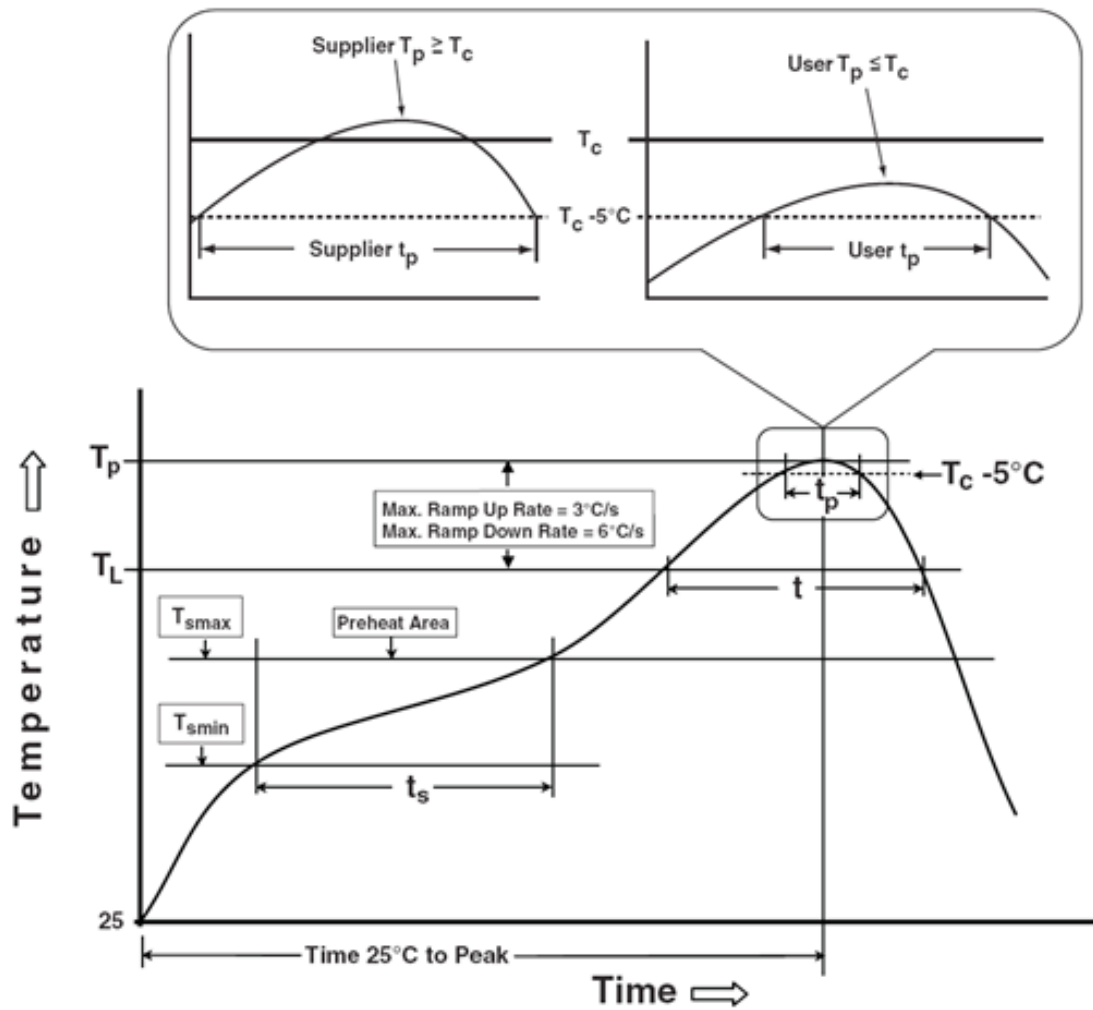 Supplier Tp ≧ Tc
User Tp ≤ Tc
Tc
Tc -5°C
Supplier tp
User tp
Temperature
Tp
Tc -5°C
tp
Max. Ramp Up Rate = 3°C/s
Max. Ramp Down Rate = 6°C/s
TL
t
Tsmax
Preheat Area
Tsmin
ts
25
Time 25°C to Peak
Time